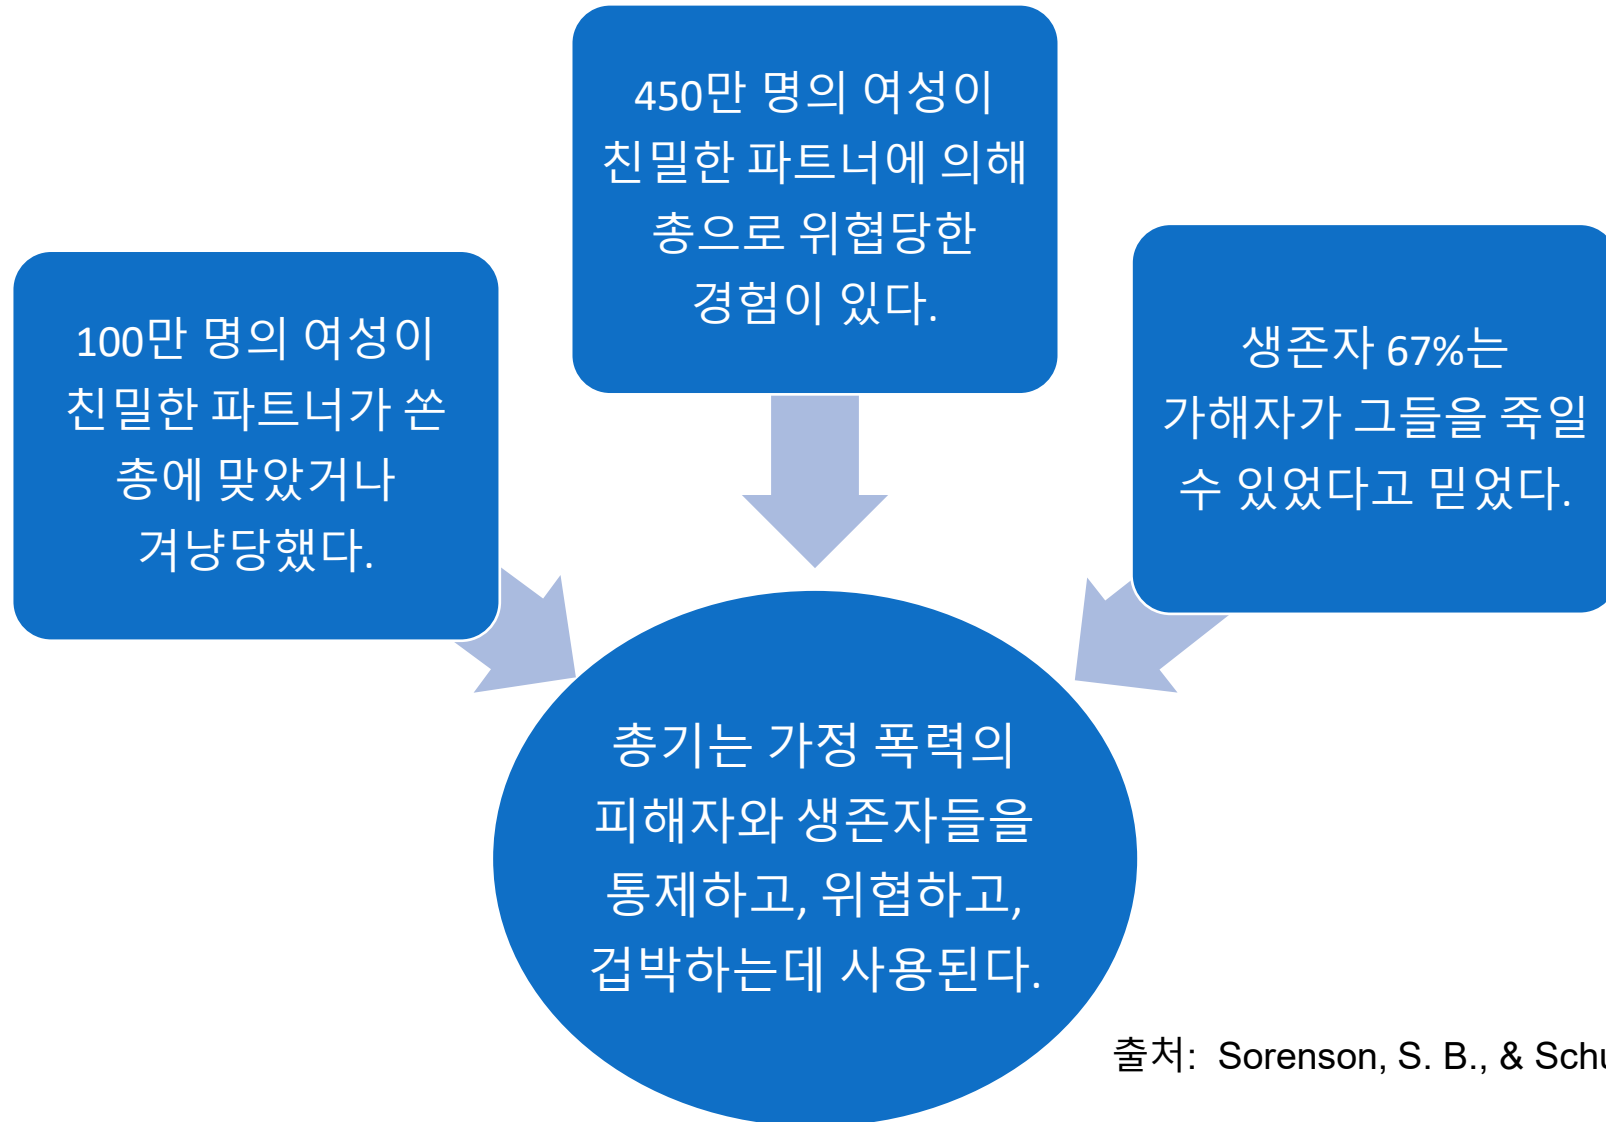 450만 명의 여성이
친밀한 파트너에 의해
총으로 위협당한
경험이 있다.
100만 명의 여성이
친밀한 파트너가 쏜
총에 맞았거나
겨냥당했다.
생존자 67%는
가해자가 그들을 죽일
수 있었다고 믿었다.
총기는 가정 폭력의
피해자와 생존자들을
통제하고, 위협하고,
겁박하는데 사용된다.
출처: Sorenson, S. B., &